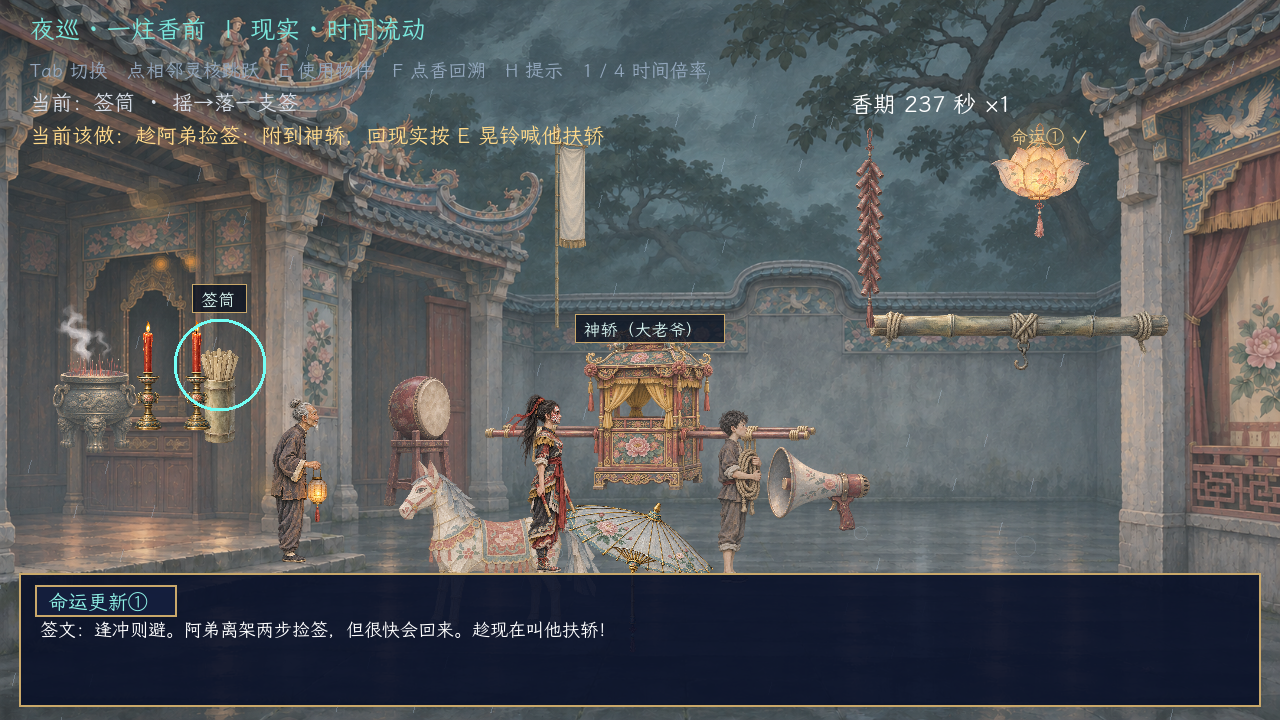 夜巡·一炷香前 | 现实·时间流动
Tab 切换 点相邻灵核跳跃 E 使用物件 F 点香回溯 H 提示 1/4 时间倍率
当前：签筒 · 摇→落一支签
当前该做：趁阿弟捡签：附到神轿，回现实按 E 晃铃喊他扶轿
香期 237 秒 x1
命运① ✓
签筒
神轿（大老爷）
命运更新①
签文：逢冲则避。阿弟离架两步捡签，但很快会回来。趁现在叫他扶轿！